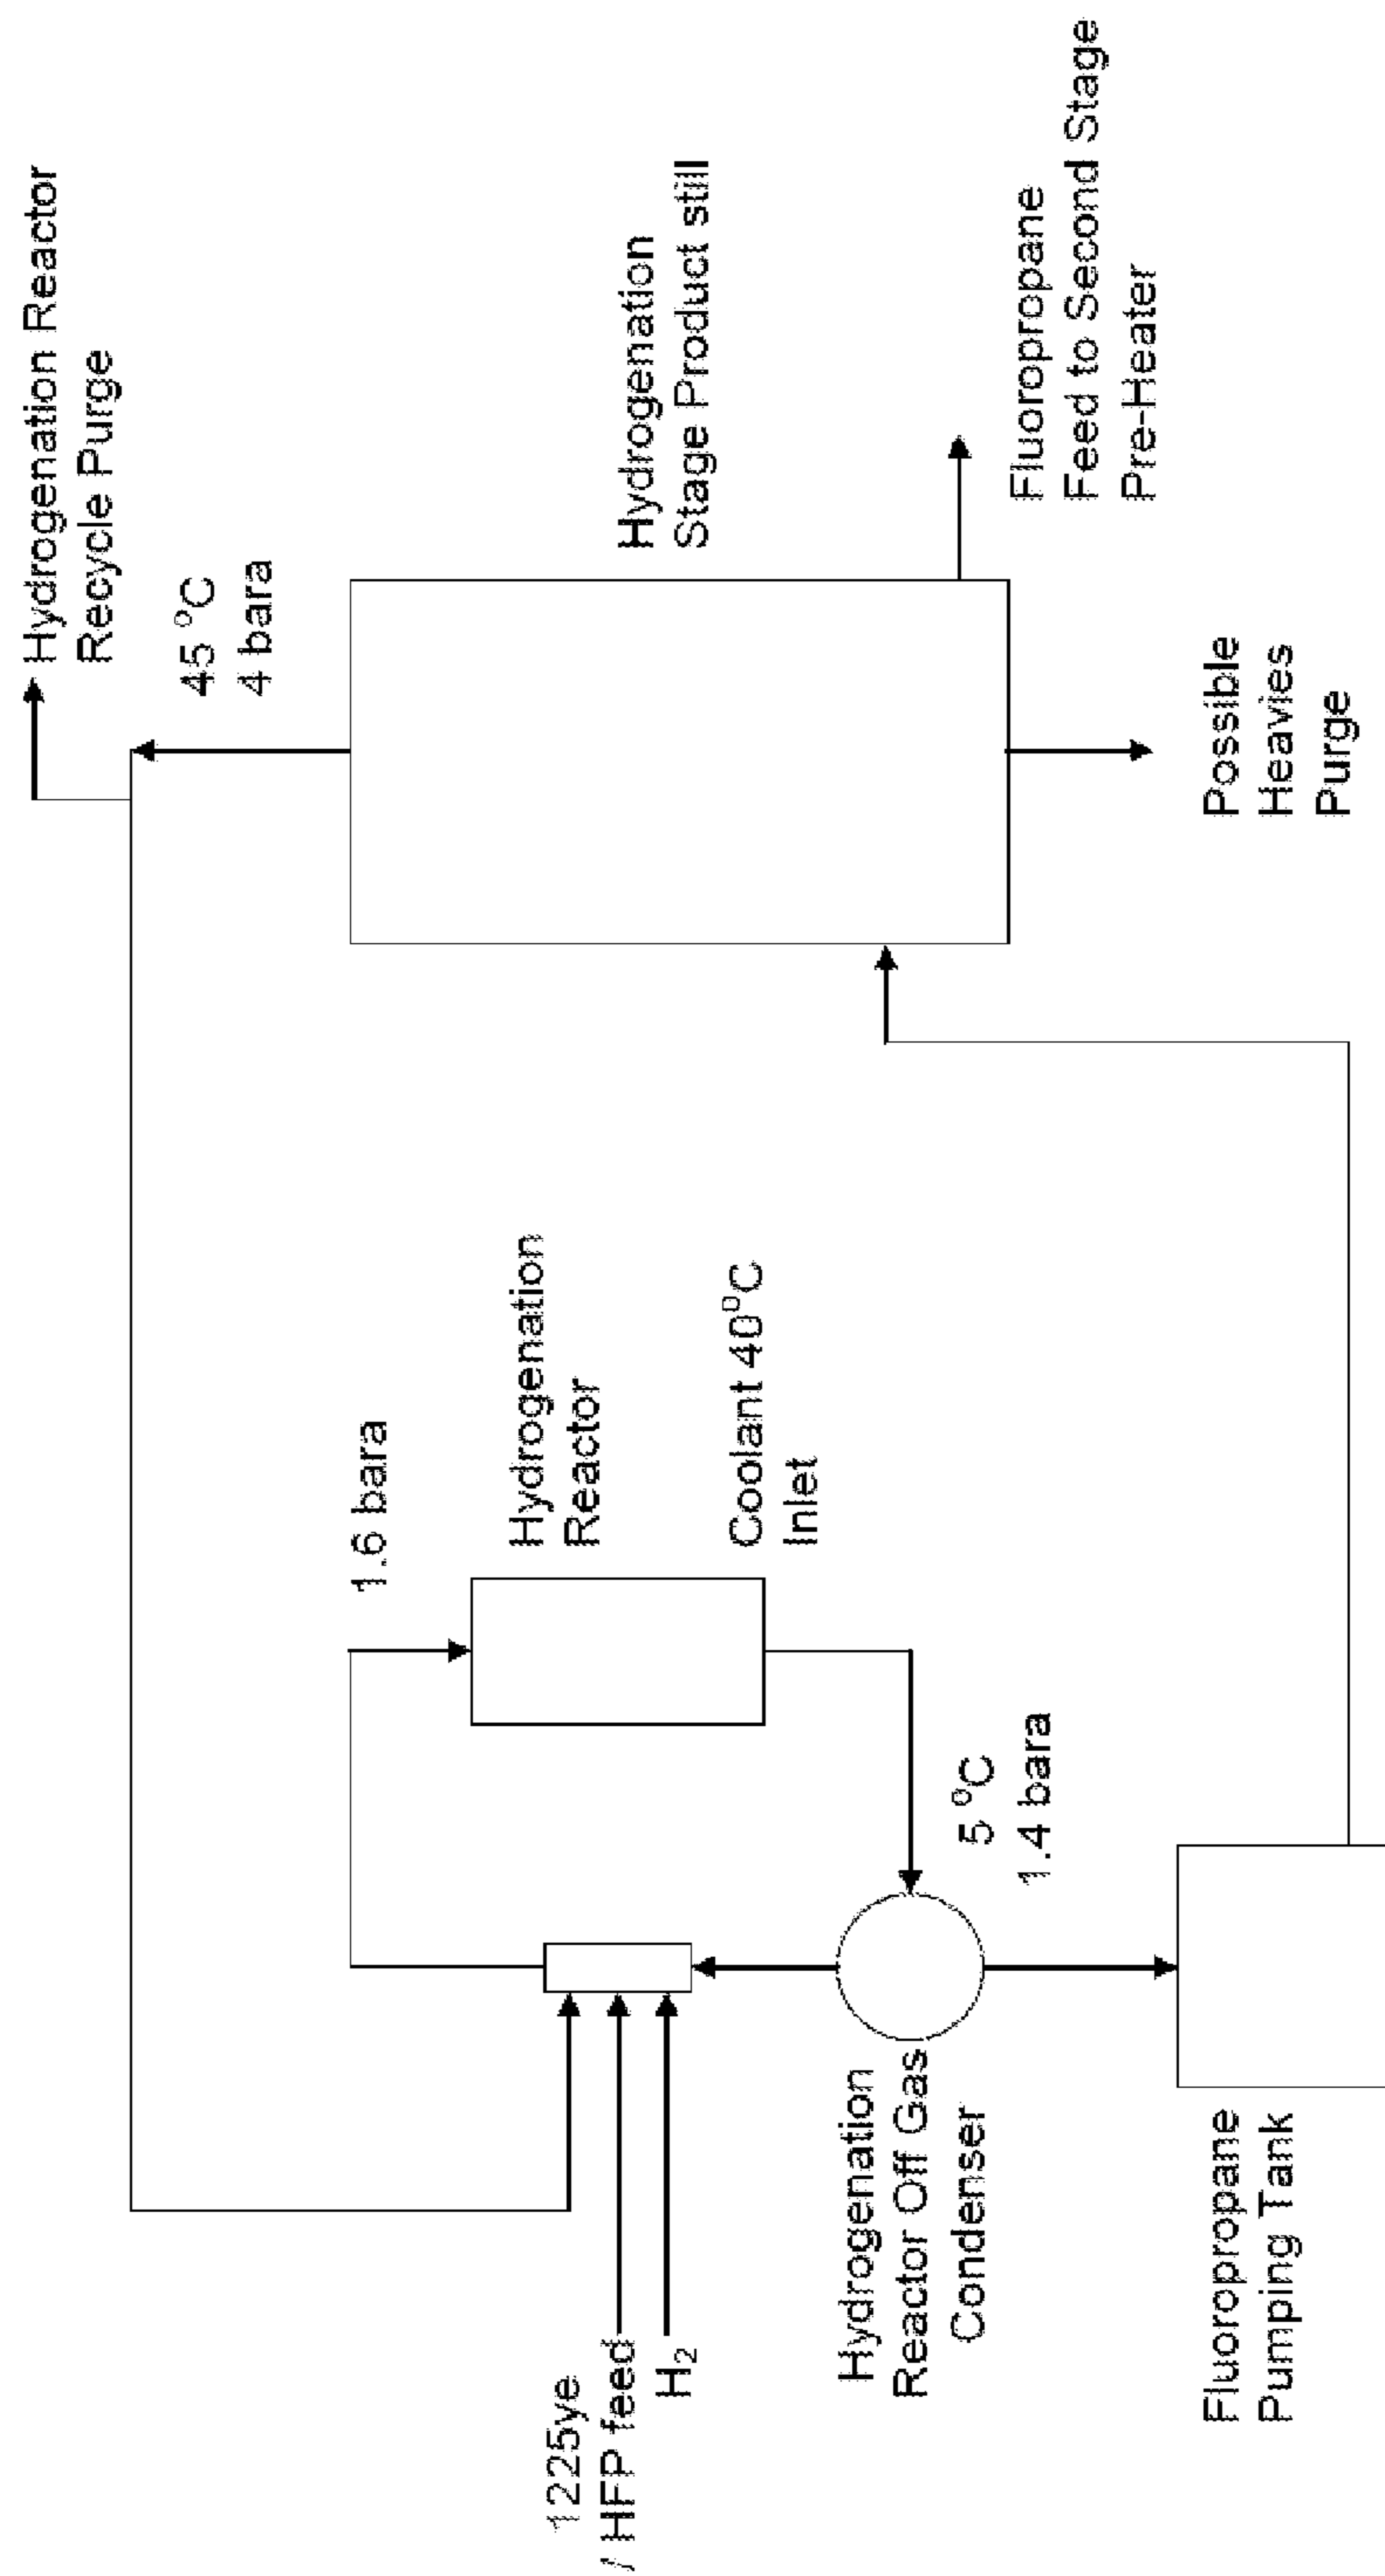 Hydrogenation Reactor
Recycle Purge
45 °C
4 bara
1.6 bara
Hydrogenation
Reactor
Coolant 40°C
Inlet
Hydrogenation
Stage Product still
1225ye
/ HFP feed
H₂
5 °C
1.4 bara
Hydrogenation
Reactor Off Gas
Condenser
Fluoropropane
Feed to Second Stage
Pre-Heater
Fluoropropane
Pumping Tank
Possible
Heavies
Purge